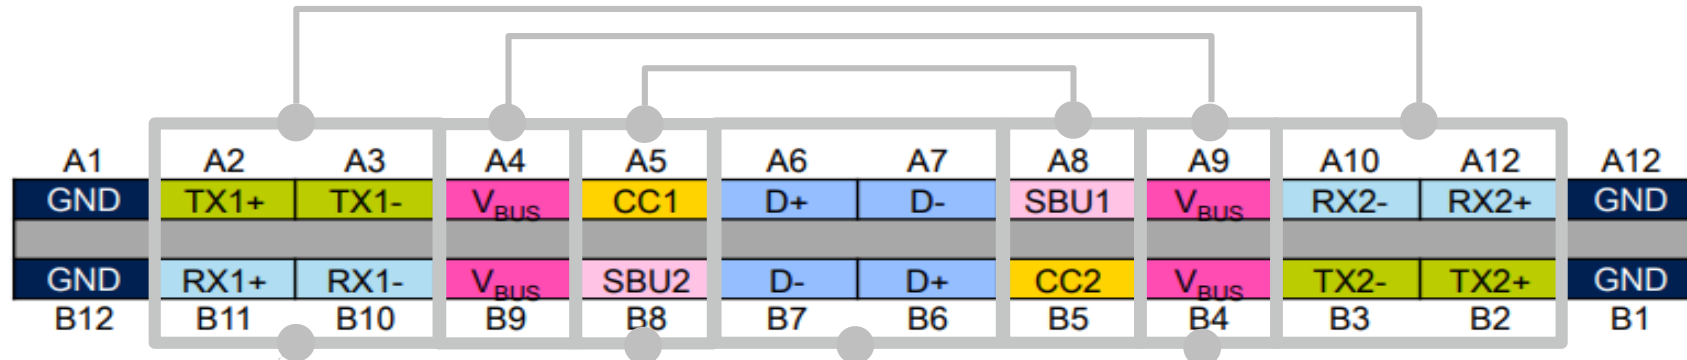 A1 A2 A3 A4 A5 A6 A7 A8 A9 A10 A12 A12
GND TX1+ TX1- VBUS CC1 D+ D- SBU1 VBUS RX2- RX2+ GND
GND RX1+ RX1- VBUS SBU2 D- D+ CC2 VBUS TX2- TX2+ GND
B12 B11 B10 B9 B8 B7 B6 B5 B4 B3 B2 B1